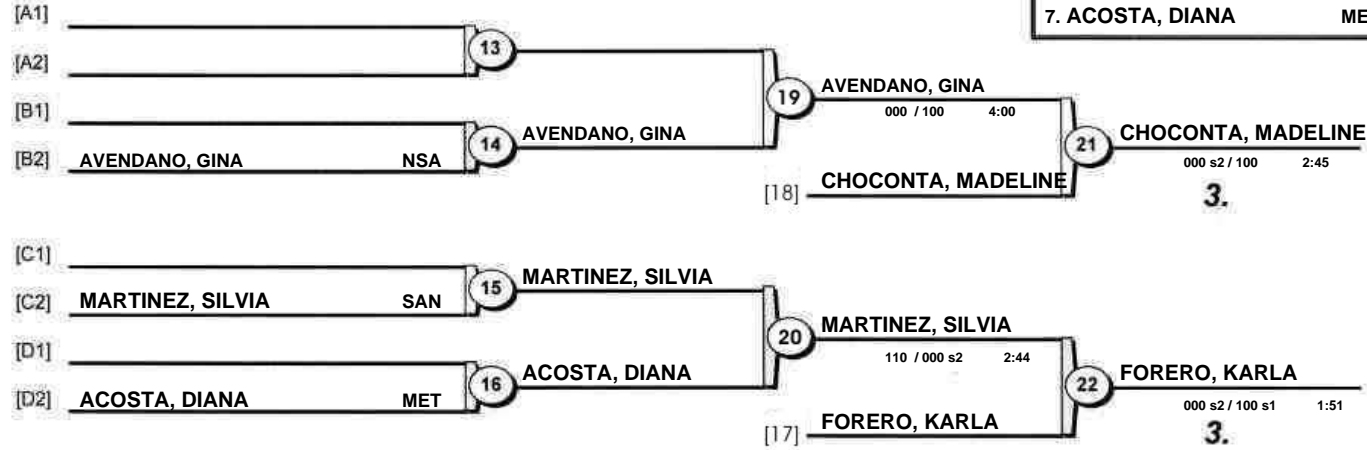 [A1]
7. ACOSTA, DIANA ME
13
[A2]
19 AVENDANO, GINA
000 / 100 4:00
[B1]
14 AVENDANO, GINA
21 CHOCONTA, MADELINE
[B2] AVENDANO, GINA NSA
000 s2 / 100 2:45
[18] CHOCONTA, MADELINE
3.
[C1]
15 MARTINEZ, SILVIA
[C2] MARTINEZ, SILVIA SAN
20 MARTINEZ, SILVIA
110 / 000 s2 2:44
[D1]
16 ACOSTA, DIANA
22 FORERO, KARLA
[D2] ACOSTA, DIANA MET
000 s2 / 100 s1 1:51
[17] FORERO, KARLA
3.